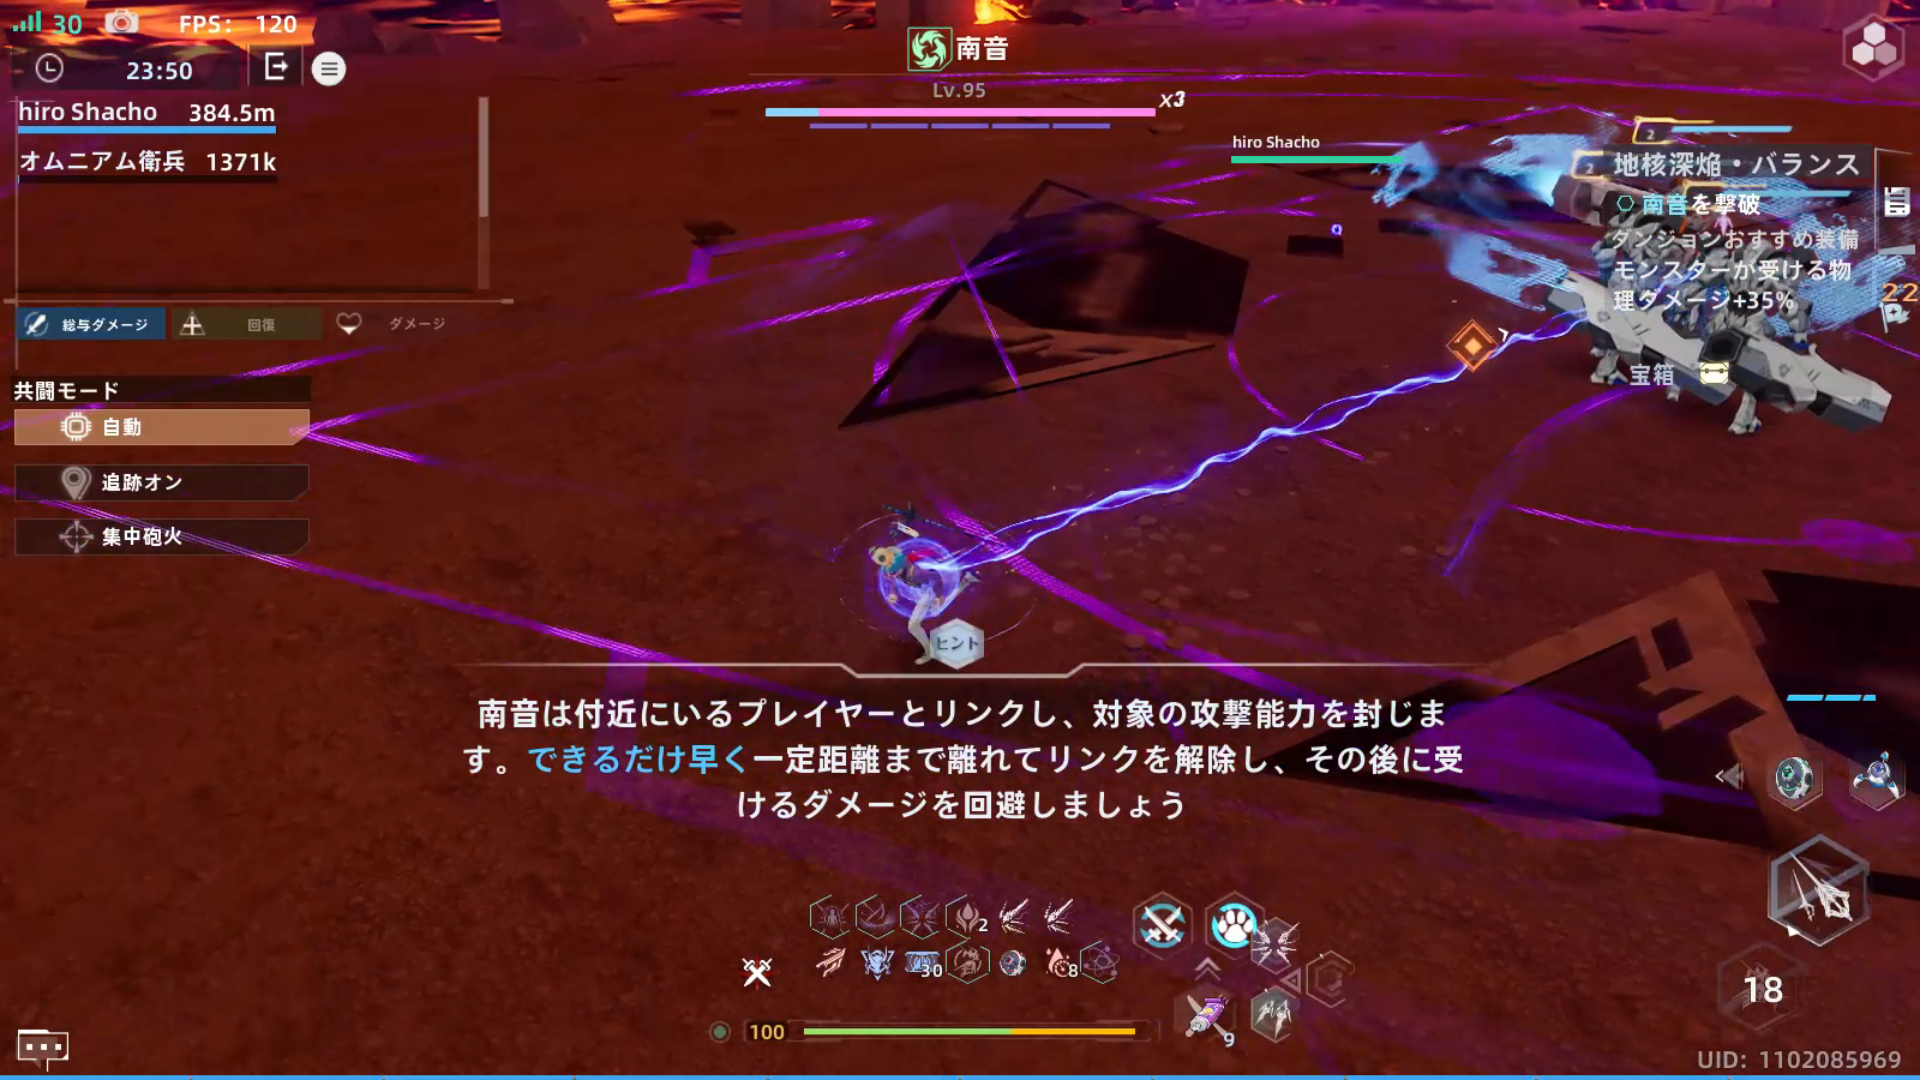 30
FPS: 120
23:50
hiro Shacho 384.5m
オムニアム衛兵 1371k
総与ダメージ
回復
ダメージ
共闘モード
自動
追跡オン
集中砲火
南音
Lv.95
x3
hiro Shacho
2
2
地核深焔・バランス
南音を撃破
ダンジョンおすすめ装備
モンスターが受ける物
理ダメージ+35%
22
宝箱
ヒント
南音は付近にいるプレイヤーとリンクし、対象の攻撃能力を封じま
す。できるだけ早く一定距離まで離れてリンクを解除し、その後に受
けるダメージを回避しましょう
2
30
8
100
9
18
UID: 1102085969